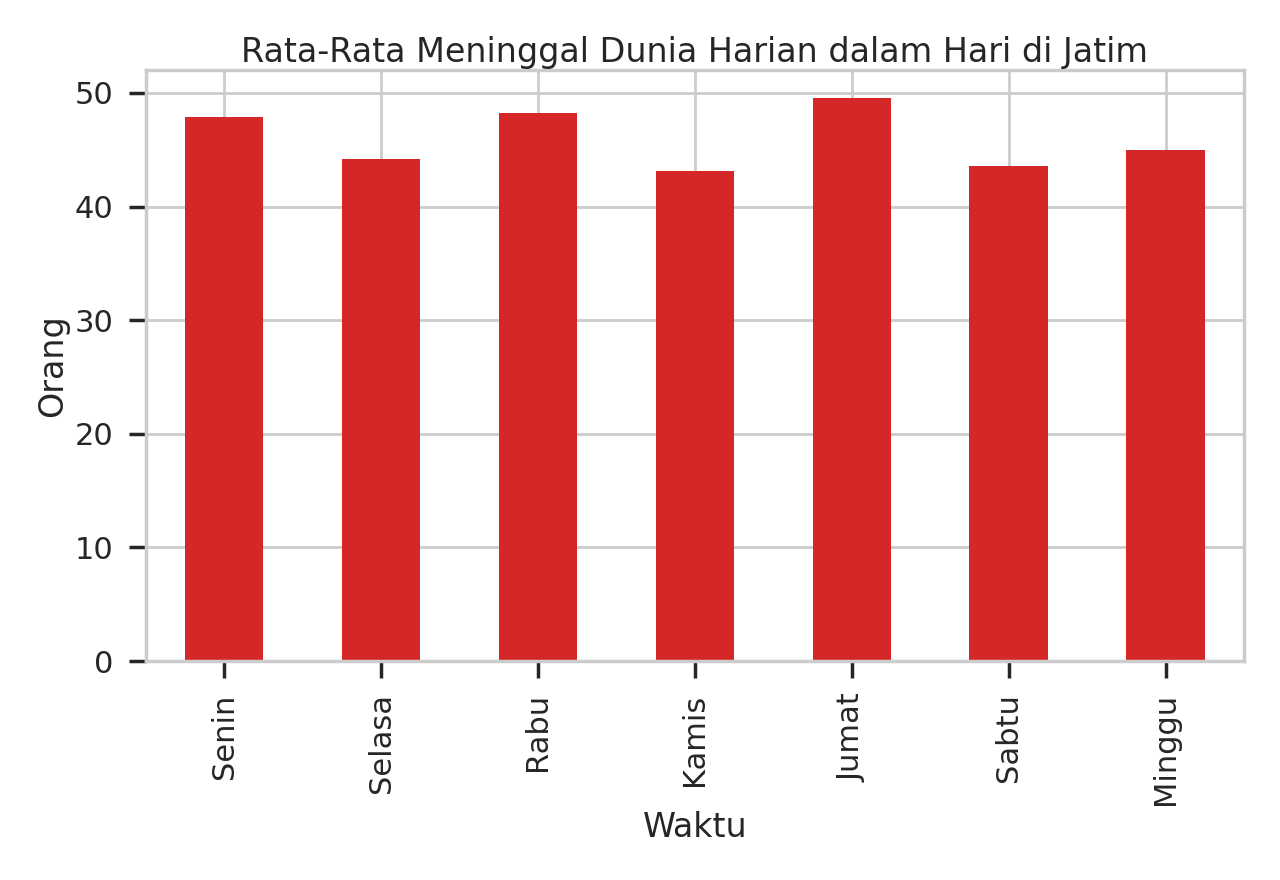 Rata-Rata Meninggal Dunia Harian dalam Hari di Jatim
50
40
30
20
10
0
Orang
Senin
Selasa
Rabu
Kamis
Jumat
Sabtu
Minggu
Waktu